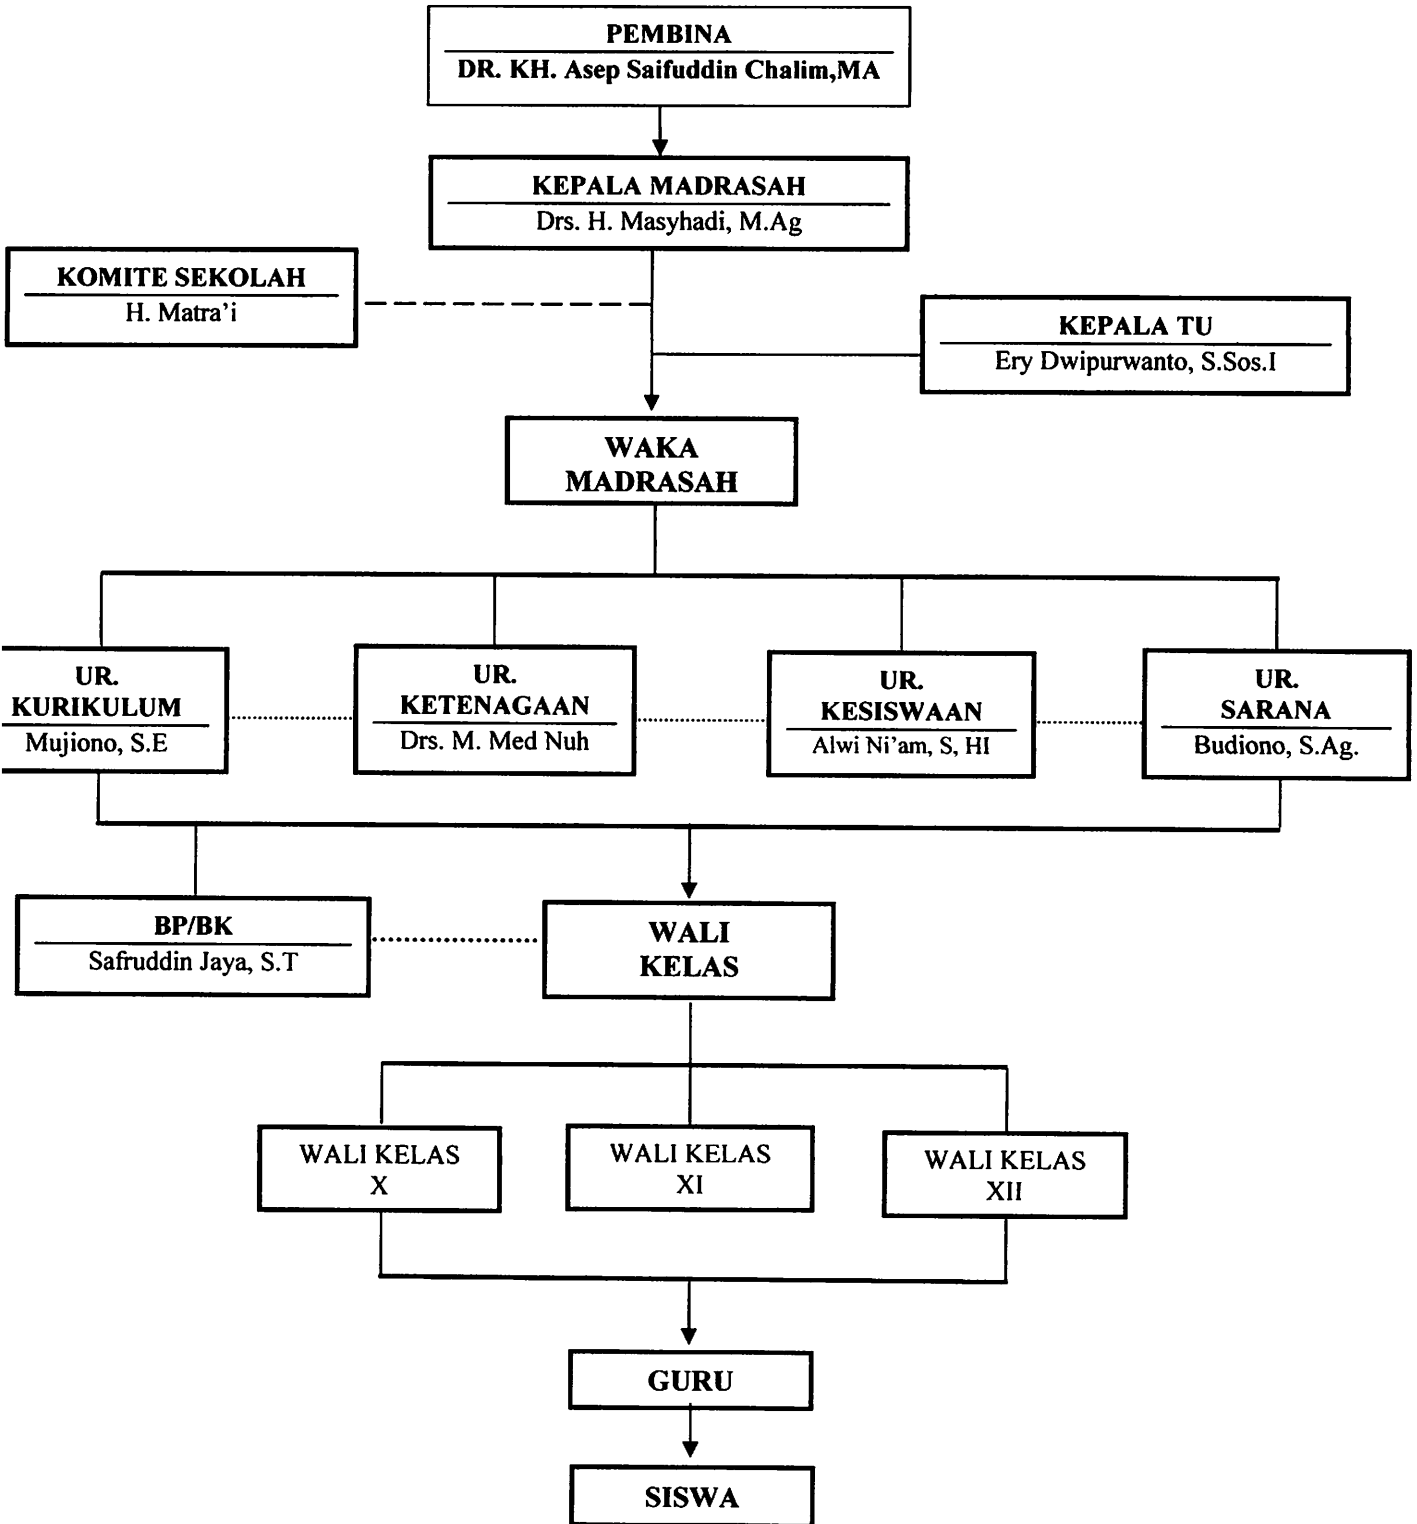 PEMBINA
DR. KH. Asep Saifuddin Chalim,MA
KEPALA MADRASAH
Drs. H. Masyhadi, M.Ag
KOMITE SEKOLAH
H. Matra'i
KEPALA TU
Ery Dwipurwanto, S.Sos.I
WAKA
MADRASAH
UR.
KURIKULUM
Mujiono, S.E
UR.
KETENAGAAN
Drs. M. Med Nuh
UR.
KESISWAAN
Alwi Ni'am, S, HI
UR.
SARANA
Budiono, S.Ag.
BP/BK
Safruddin Jaya, S.T
WALI
KELAS
WALI KELAS
X
WALI KELAS
XI
WALI KELAS
XII
GURU
SISWA